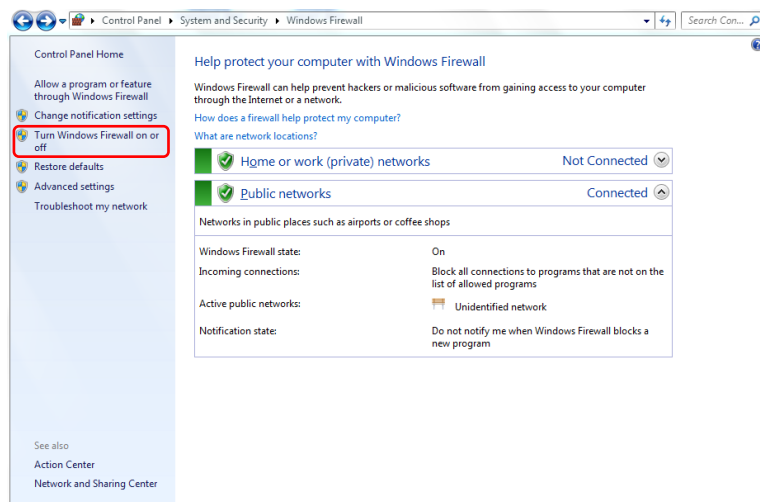 Control Panel ▸ System and Security ▸ Windows Firewall
Search Con...
Control Panel Home
Allow a program or feature
through Windows Firewall
Change notification settings
Turn Windows Firewall on or
off
Restore defaults
Advanced settings
Troubleshoot my network
See also
Action Center
Network and Sharing Center
Help protect your computer with Windows Firewall
Windows Firewall can help prevent hackers or malicious software from gaining access to your computer
through the Internet or a network.
How does a firewall help protect my computer?
What are network locations?
Home or work (private) networks Not Connected
Public networks Connected
Networks in public places such as airports or coffee shops
Windows Firewall state: On
Incoming connections: Block all connections to programs that are not on the
list of allowed programs
Active public networks: Unidentified network
Notification state: Do not notify me when Windows Firewall blocks a
new program